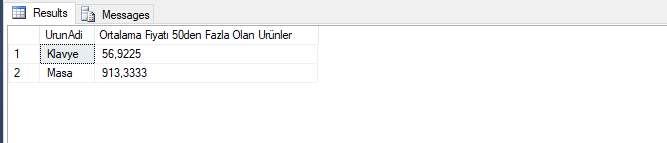 Results Messages
UrunAdi Ortalama Fiyatı 50den Fazla Olan Urünler
1 Klavye 56,9225
2 Masa 913,3333